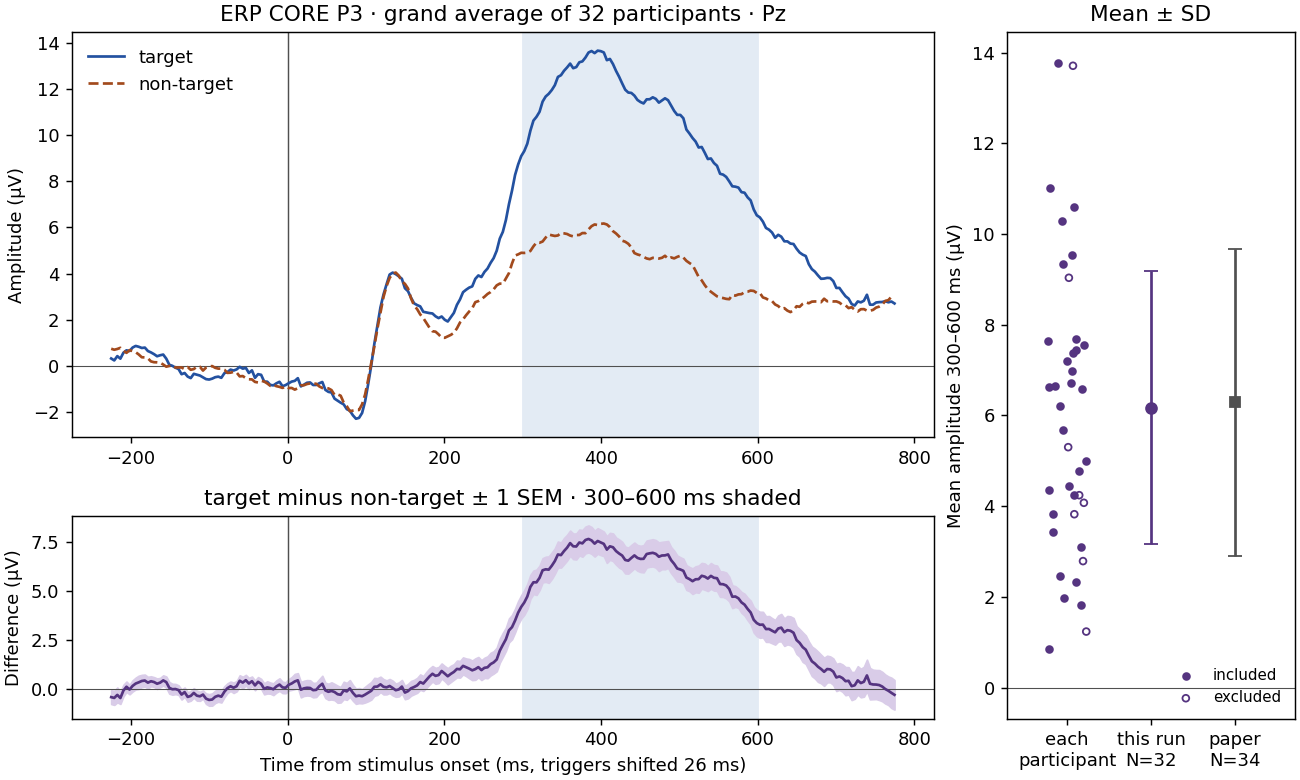 ERP CORE P3 · grand average of 32 participants · Pz
Amplitude (µV)
14
12
10
8
6
4
2
0
−2
target
non-target
−200
0
200
400
600
800
target minus non-target ± 1 SEM · 300–600 ms shaded
Difference (µV)
7.5
5.0
2.5
0.0
−200
0
200
400
600
800
Time from stimulus onset (ms, triggers shifted 26 ms)
Mean ± SD
Mean amplitude 300–600 ms (µV)
14
12
10
8
6
4
2
0
included
excluded
each participant
this run N=32
paper N=34